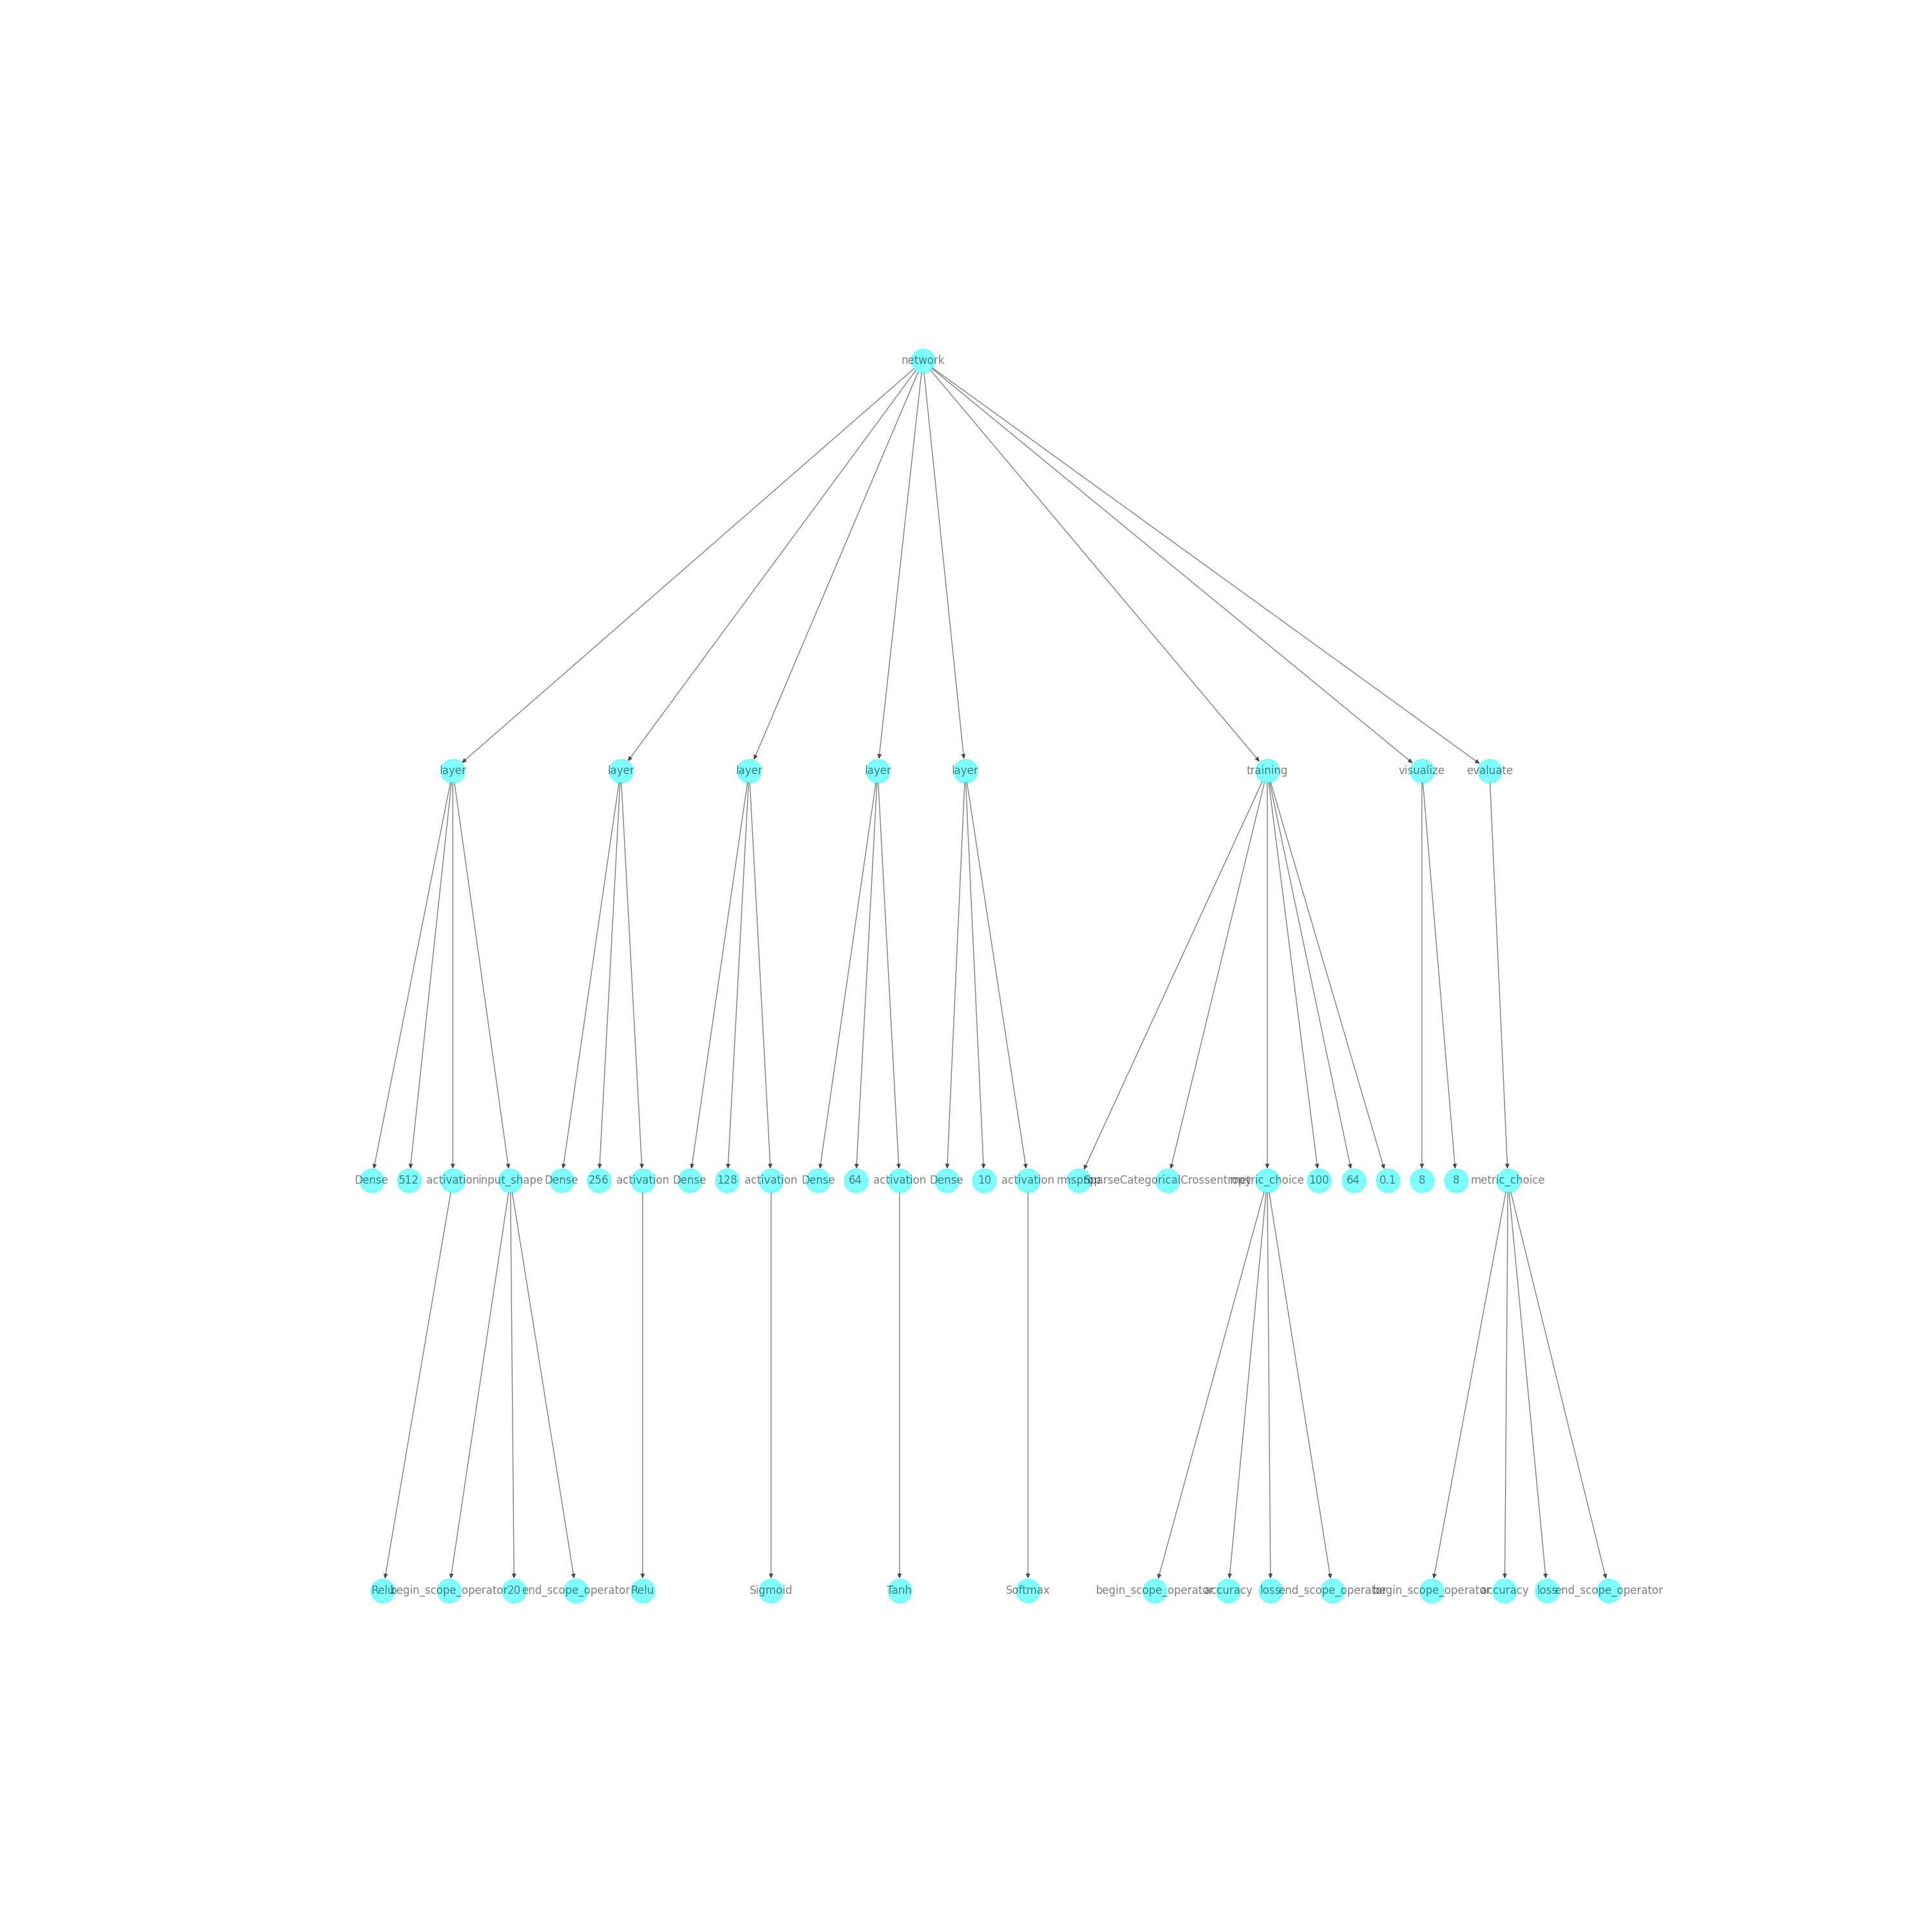 network
layer layer layer layer layer training visualize evaluate
Dense 512 activation input_shape Dense 256 activation Dense 128 activation Dense 64 activation Dense 10 activation rmsprop SparseCategoricalCrossentropy metric_choice 100 64 0.1 8 8 metric_choice
Relu begin_scope_operator 20 end_scope_operator Relu Sigmoid Tanh Softmax begin_scope_operator accuracy loss end_scope_operator begin_scope_operator accuracy loss end_scope_operator